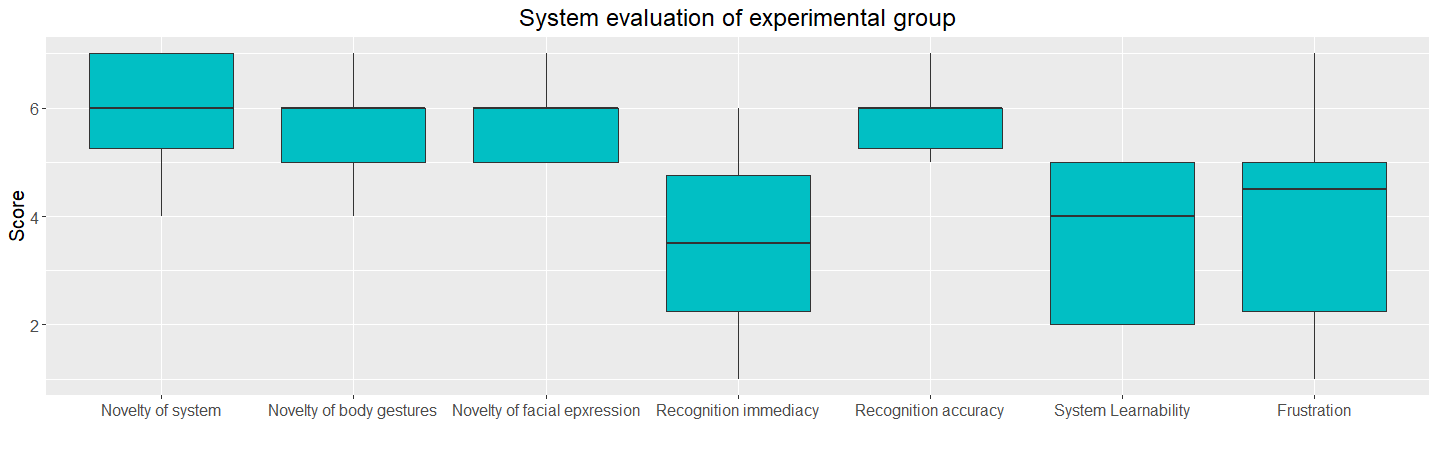 System evaluation of experimental group
Score
6
4
2
Novelty of system
Novelty of body gestures
Novelty of facial epxression
Recognition immediacy
Recognition accuracy
System Learnability
Frustration